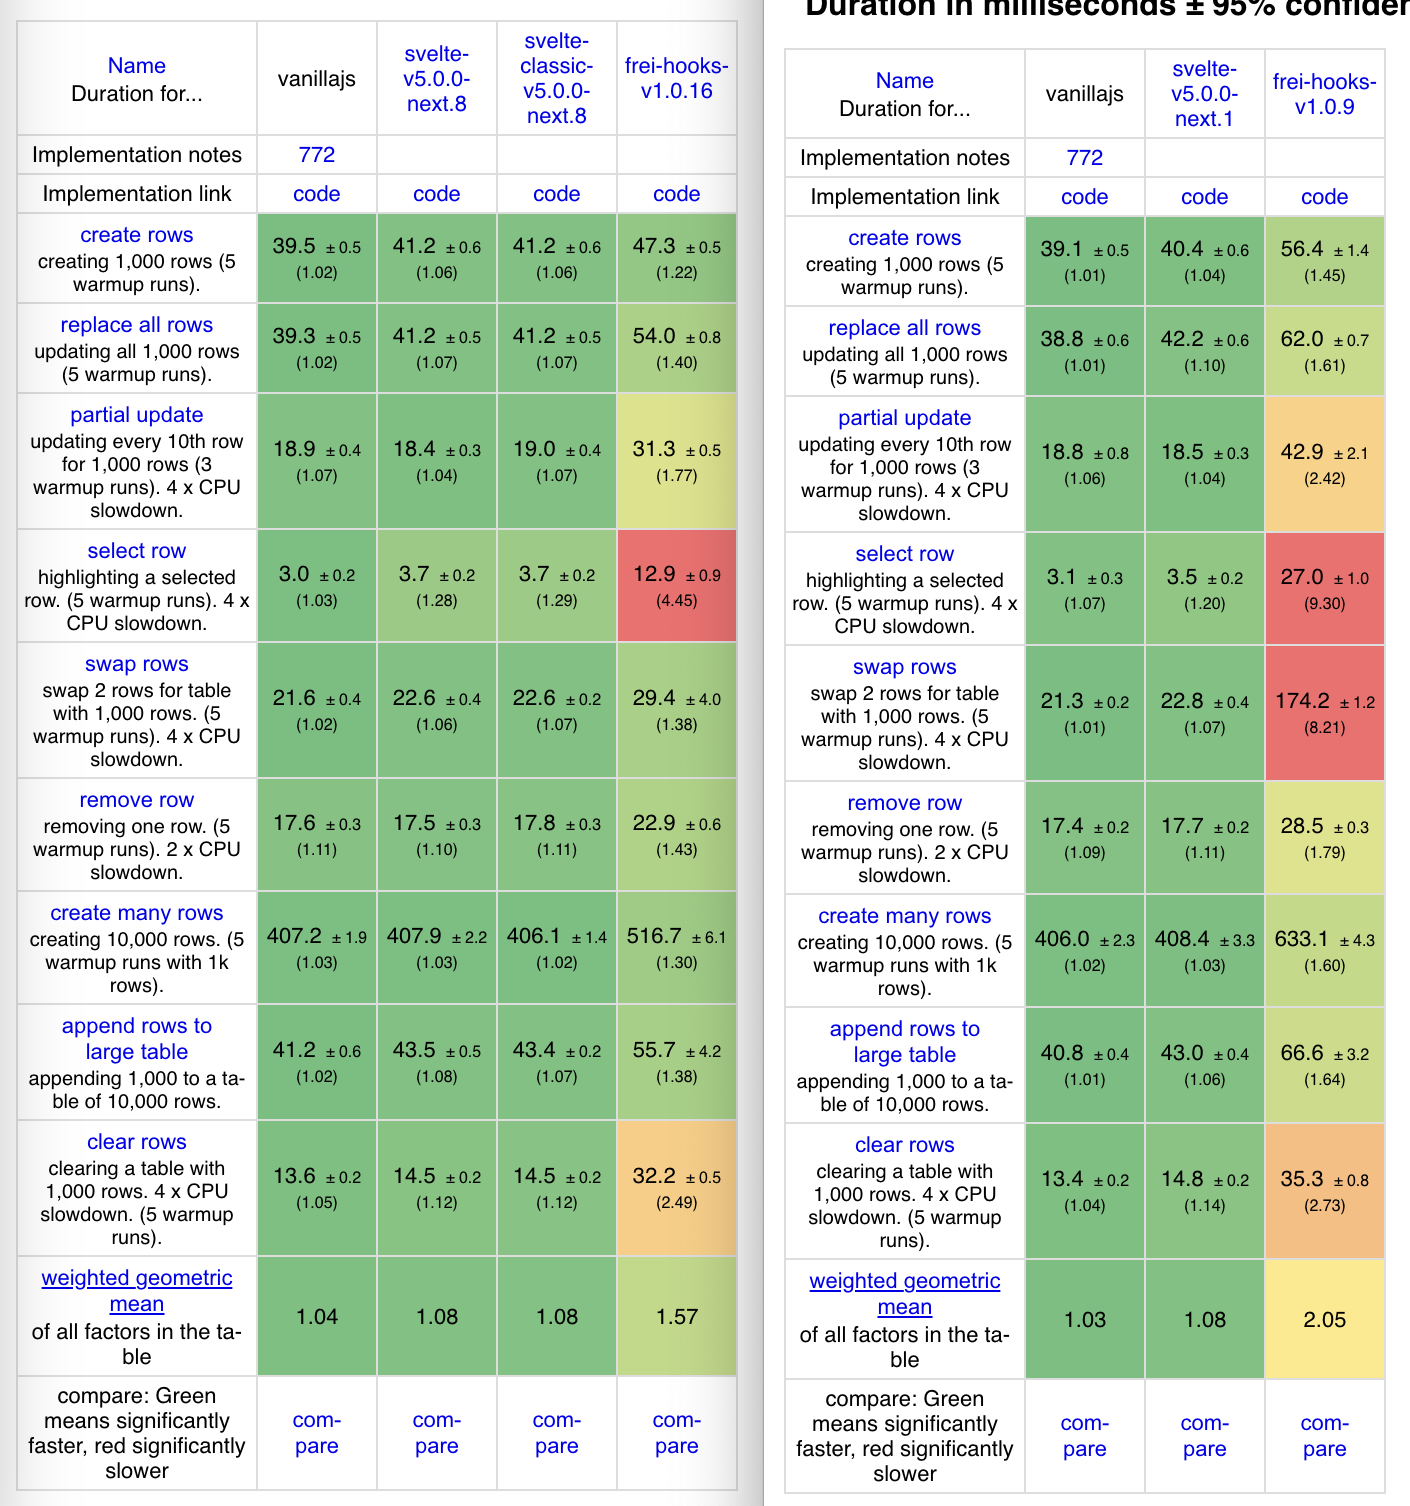 Name
Duration for...
vanillajs
svelte-
v5.0.0-
next.8
svelte-
classic-
v5.0.0-
next.8
frei-hooks-
v1.0.16
Implementation notes
772
Implementation link
code
code
code
code
create rows
creating 1,000 rows (5
warmup runs).
39.5 ± 0.5
(1.02)
41.2 ± 0.6
(1.06)
41.2 ± 0.6
(1.06)
47.3 ± 0.5
(1.22)
replace all rows
updating all 1,000 rows
(5 warmup runs).
39.3 ± 0.5
(1.02)
41.2 ± 0.5
(1.07)
41.2 ± 0.5
(1.07)
54.0 ± 0.8
(1.40)
partial update
updating every 10th row
for 1,000 rows (3
warmup runs). 4 x CPU
slowdown.
18.9 ± 0.4
(1.07)
18.4 ± 0.3
(1.04)
19.0 ± 0.4
(1.07)
31.3 ± 0.5
(1.77)
select row
highlighting a selected
row. (5 warmup runs). 4 x
CPU slowdown.
3.0 ± 0.2
(1.03)
3.7 ± 0.2
(1.28)
3.7 ± 0.2
(1.29)
12.9 ± 0.9
(4.45)
swap rows
swap 2 rows for table
with 1,000 rows. (5
warmup runs). 4 x CPU
slowdown.
21.6 ± 0.4
(1.02)
22.6 ± 0.4
(1.06)
22.6 ± 0.2
(1.07)
29.4 ± 4.0
(1.38)
remove row
removing one row. (5
warmup runs). 2 x CPU
slowdown.
17.6 ± 0.3
(1.11)
17.5 ± 0.3
(1.10)
17.8 ± 0.3
(1.11)
22.9 ± 0.6
(1.43)
create many rows
creating 10,000 rows. (5
warmup runs with 1k
rows).
407.2 ± 1.9
(1.03)
407.9 ± 2.2
(1.03)
406.1 ± 1.4
(1.02)
516.7 ± 6.1
(1.30)
append rows to
large table
appending 1,000 to a ta-
ble of 10,000 rows.
41.2 ± 0.6
(1.02)
43.5 ± 0.5
(1.08)
43.4 ± 0.2
(1.07)
55.7 ± 4.2
(1.38)
clear rows
clearing a table with
1,000 rows. 4 x CPU
slowdown. (5 warmup
runs).
13.6 ± 0.2
(1.05)
14.5 ± 0.2
(1.12)
14.5 ± 0.2
(1.12)
32.2 ± 0.5
(2.49)
weighted geometric
mean
of all factors in the ta-
ble
1.04
1.08
1.08
1.57
compare: Green
means significantly
faster, red significantly
slower
com-
pare
com-
pare
com-
pare
com-
pare
Duration in milliseconds ± 95% confider
Name
Duration for...
vanillajs
svelte-
v5.0.0-
next.1
frei-hooks-
v1.0.9
Implementation notes
772
Implementation link
code
code
code
create rows
creating 1,000 rows (5
warmup runs).
39.1 ± 0.5
(1.01)
40.4 ± 0.6
(1.04)
56.4 ± 1.4
(1.45)
replace all rows
updating all 1,000 rows
(5 warmup runs).
38.8 ± 0.6
(1.01)
42.2 ± 0.6
(1.10)
62.0 ± 0.7
(1.61)
partial update
updating every 10th row
for 1,000 rows (3
warmup runs). 4 x CPU
slowdown.
18.8 ± 0.8
(1.06)
18.5 ± 0.3
(1.04)
42.9 ± 2.1
(2.42)
select row
highlighting a selected
row. (5 warmup runs). 4 x
CPU slowdown.
3.1 ± 0.3
(1.07)
3.5 ± 0.2
(1.20)
27.0 ± 1.0
(9.30)
swap rows
swap 2 rows for table
with 1,000 rows. (5
warmup runs). 4 x CPU
slowdown.
21.3 ± 0.2
(1.01)
22.8 ± 0.4
(1.07)
174.2 ± 1.2
(8.21)
remove row
removing one row. (5
warmup runs). 2 x CPU
slowdown.
17.4 ± 0.2
(1.09)
17.7 ± 0.2
(1.11)
28.5 ± 0.3
(1.79)
create many rows
creating 10,000 rows. (5
warmup runs with 1k
rows).
406.0 ± 2.3
(1.02)
408.4 ± 3.3
(1.03)
633.1 ± 4.3
(1.60)
append rows to
large table
appending 1,000 to a ta-
ble of 10,000 rows.
40.8 ± 0.4
(1.01)
43.0 ± 0.4
(1.06)
66.6 ± 3.2
(1.64)
clear rows
clearing a table with
1,000 rows. 4 x CPU
slowdown. (5 warmup
runs).
13.4 ± 0.2
(1.04)
14.8 ± 0.2
(1.14)
35.3 ± 0.8
(2.73)
weighted geometric
mean
of all factors in the ta-
ble
1.03
1.08
2.05
compare: Green
means significantly
faster, red significantly
slower
com-
pare
com-
pare
com-
pare